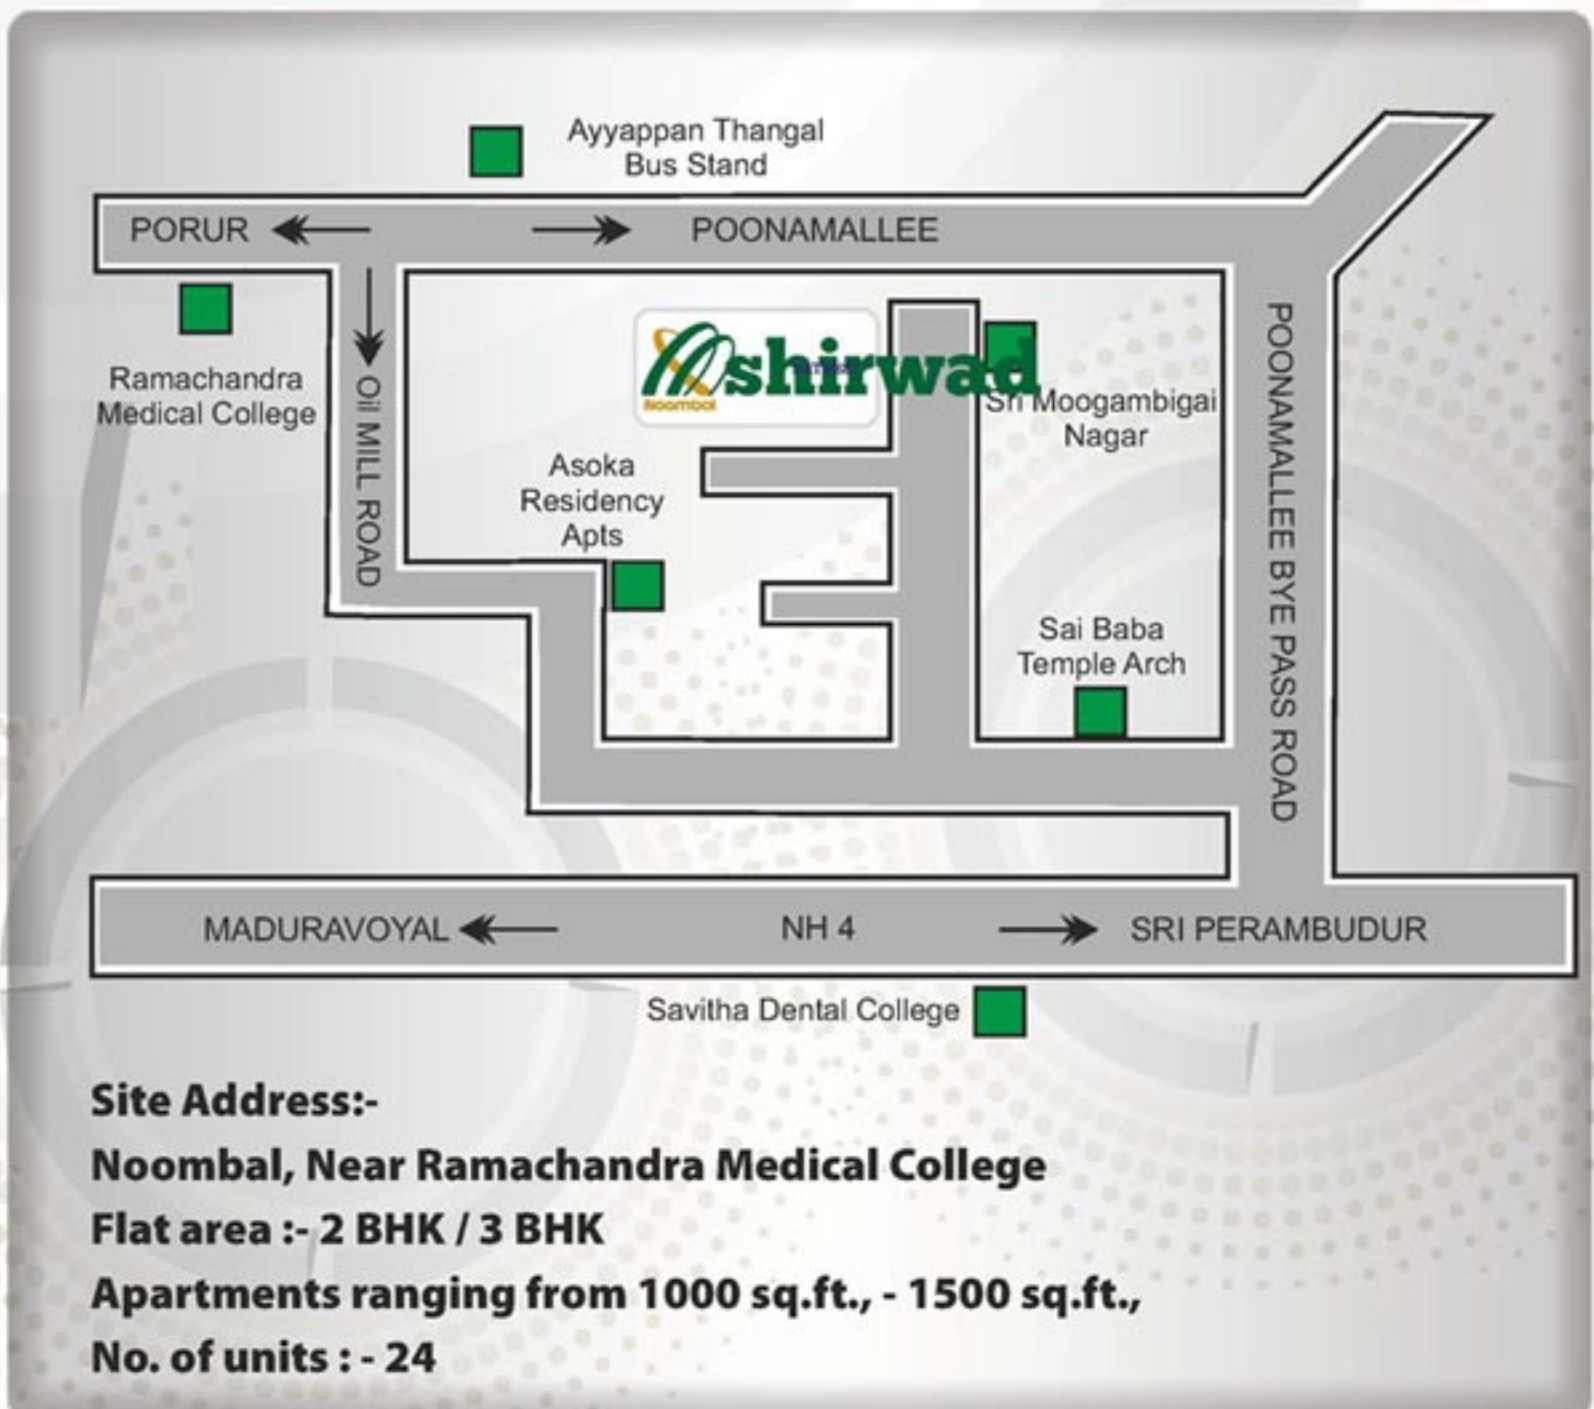 Ayyappan Thangal
Bus Stand
PORUR
POONAMALLEE
Ramachandra
Medical College
Oil MILL ROAD
Ashirwad
Noombal
Sri Moogambigai
Nagar
POONAMALLEE BYE PASS ROAD
Asoka
Residency
Apts
Sai Baba
Temple Arch
MADURAVOYAL
NH 4
SRI PERAMBUDUR
Savitha Dental College
Site Address:-
Noombal, Near Ramachandra Medical College
Flat area :- 2 BHK / 3 BHK
Apartments ranging from 1000 sq.ft., - 1500 sq.ft.,
No. of units : - 24